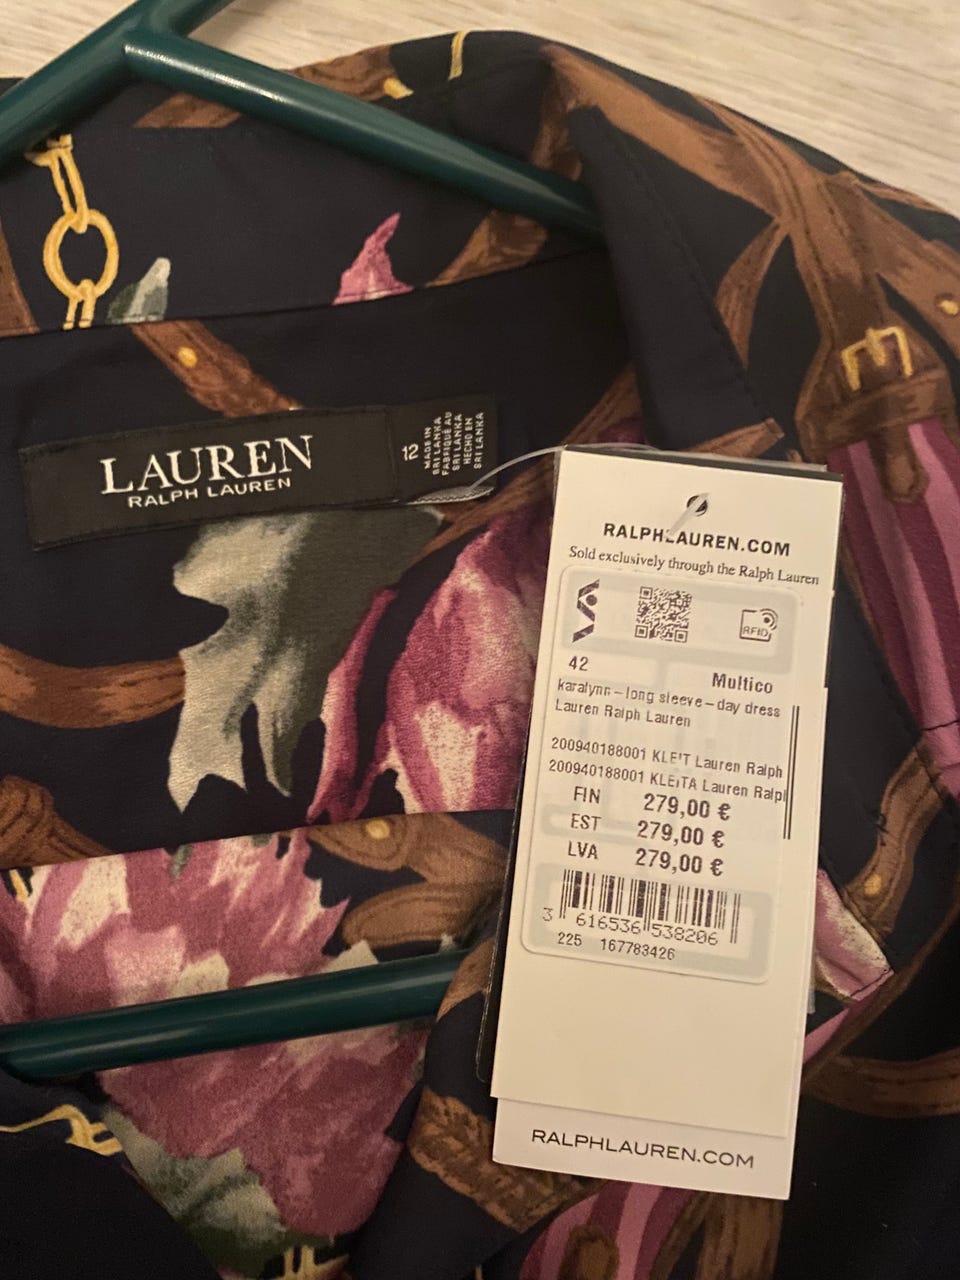 LAUREN
RALPH LAUREN
12
MADE IN
SRI LANKA
FABRIQUÉ AU
SRI LANKA
HECHO EN
SRI LANKA
RALPHLAUREN.COM
Sold exclusively through the Ralph Lauren
RFID
42
Multico
karalynn-long sleeve-day dress
Lauren Ralph Lauren
200940188001 KLEIT Lauren Ralph
200940188001 KLEITA Lauren Ralph
FIN 279,00 €
EST 279,00 €
LVA 279,00 €
3 616536 538206
225 167783426
RALPHLAUREN.COM